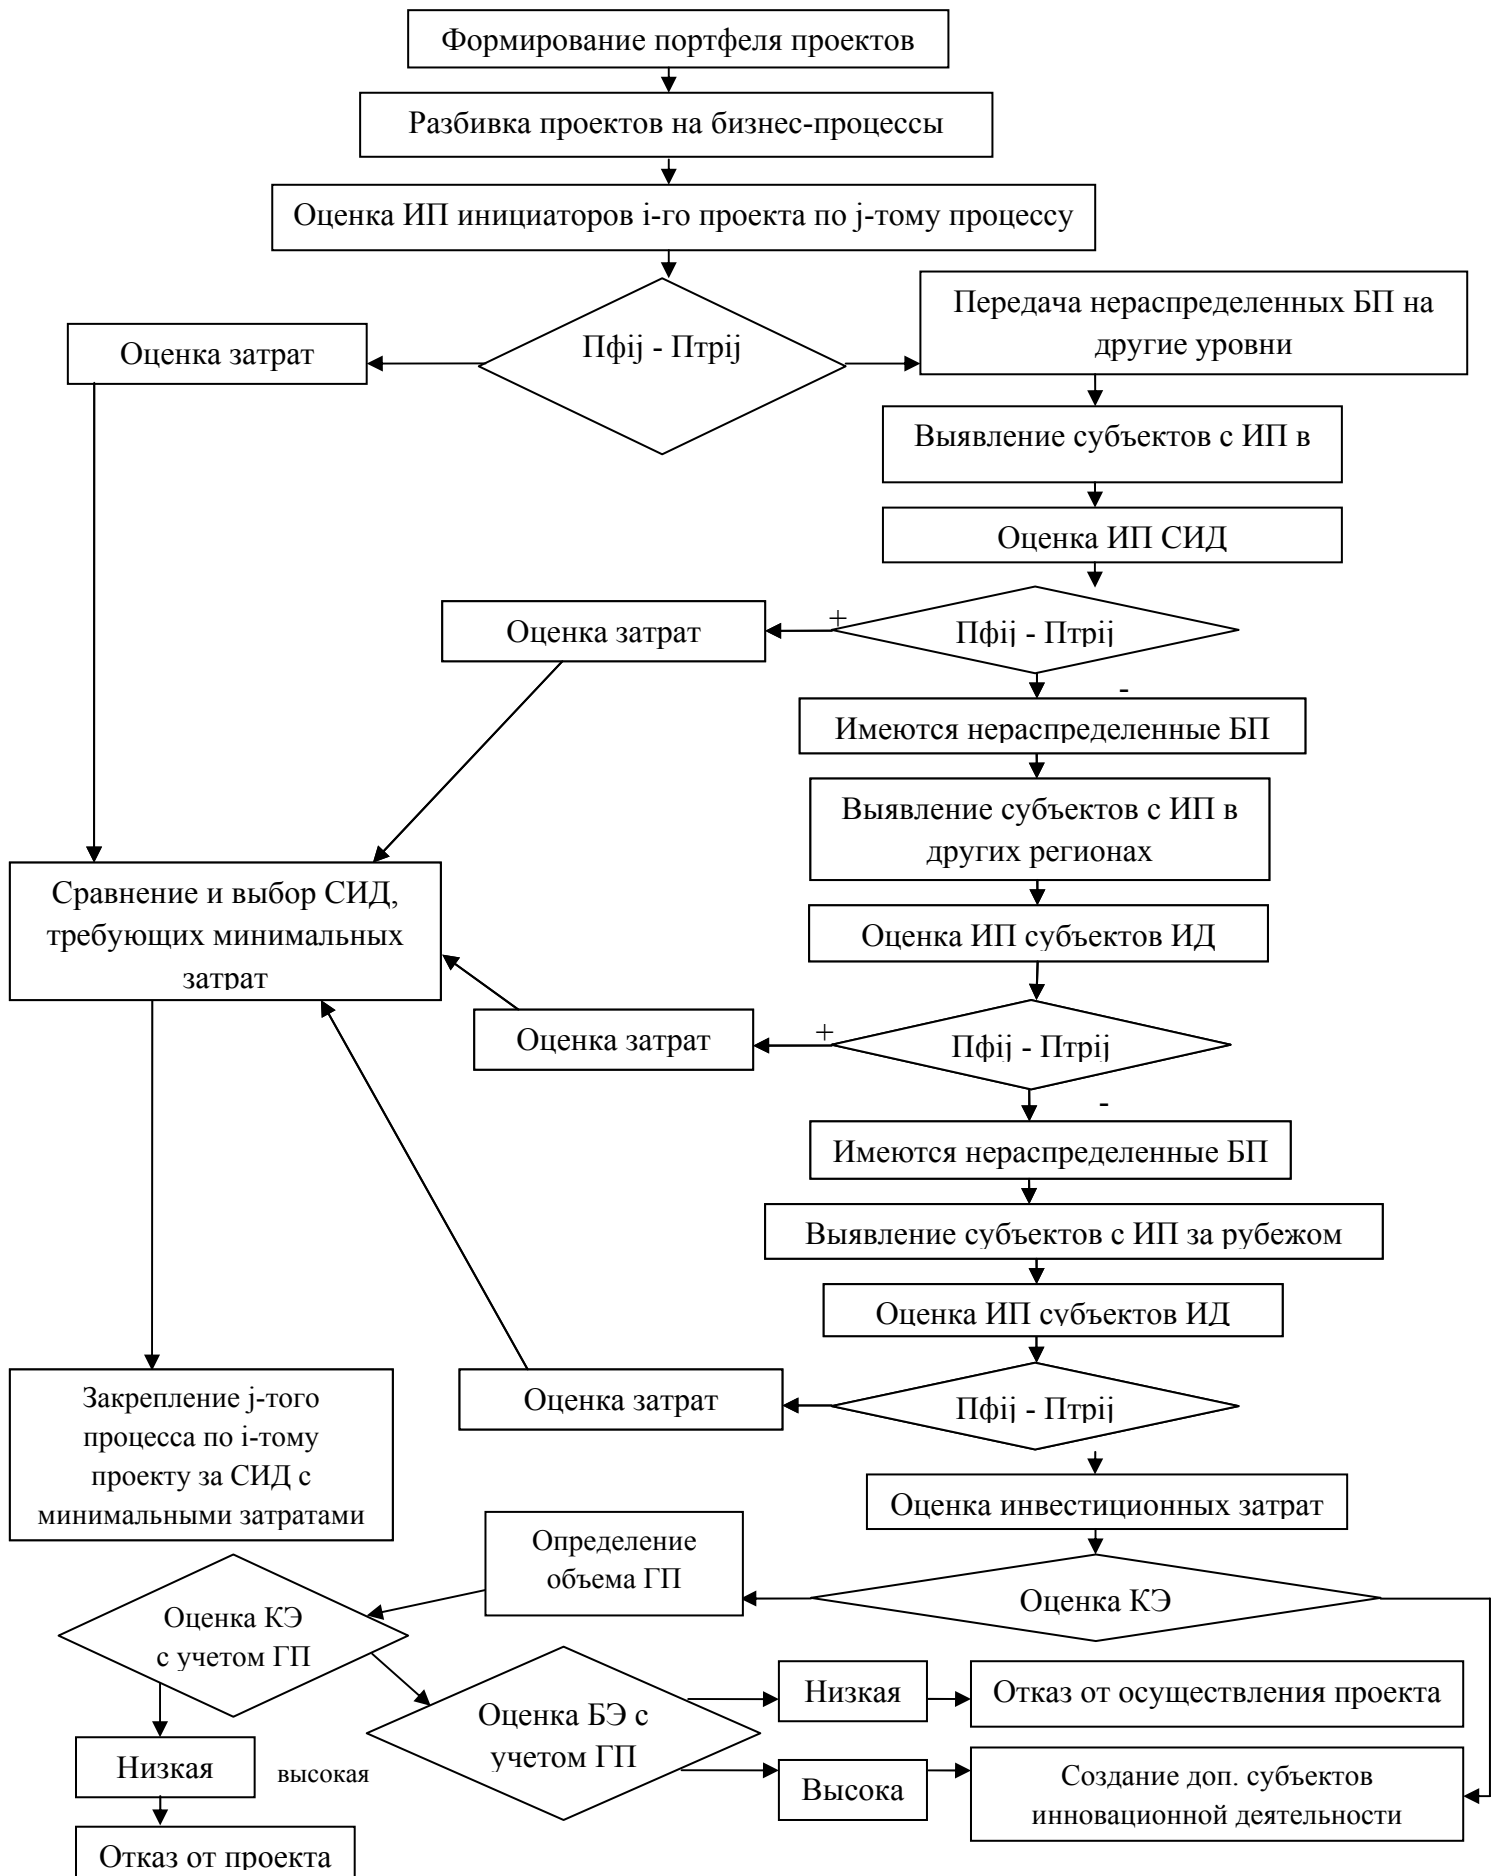 Формирование портфеля проектов
Разбивка проектов на бизнес-процессы
Оценка ИП инициаторов i-го проекта по j-тому процессу
Пфij - Птрij
Оценка затрат
Передача нераспределенных БП на
другие уровни
Выявление субъектов с ИП в
Оценка ИП СИД
Пфij - Птрij
+
Оценка затрат
-
Имеются нераспределенные БП
Выявление субъектов с ИП в
других регионах
Сравнение и выбор СИД,
требующих минимальных
затрат
Оценка ИП субъектов ИД
Пфij - Птрij
+
Оценка затрат
-
Имеются нераспределенные БП
Выявление субъектов с ИП за рубежом
Оценка ИП субъектов ИД
Пфij - Птрij
Оценка затрат
Закрепление j-того
процесса по i-тому
проекту за СИД с
минимальными затратами
Оценка инвестиционных затрат
Определение
объема ГП
Оценка КЭ
Оценка КЭ
с учетом ГП
Оценка БЭ с
учетом ГП
Низкая
Отказ от осуществления проекта
Низкая
высокая
Высока
Создание доп. субъектов
инновационной деятельности
Отказ от проекта